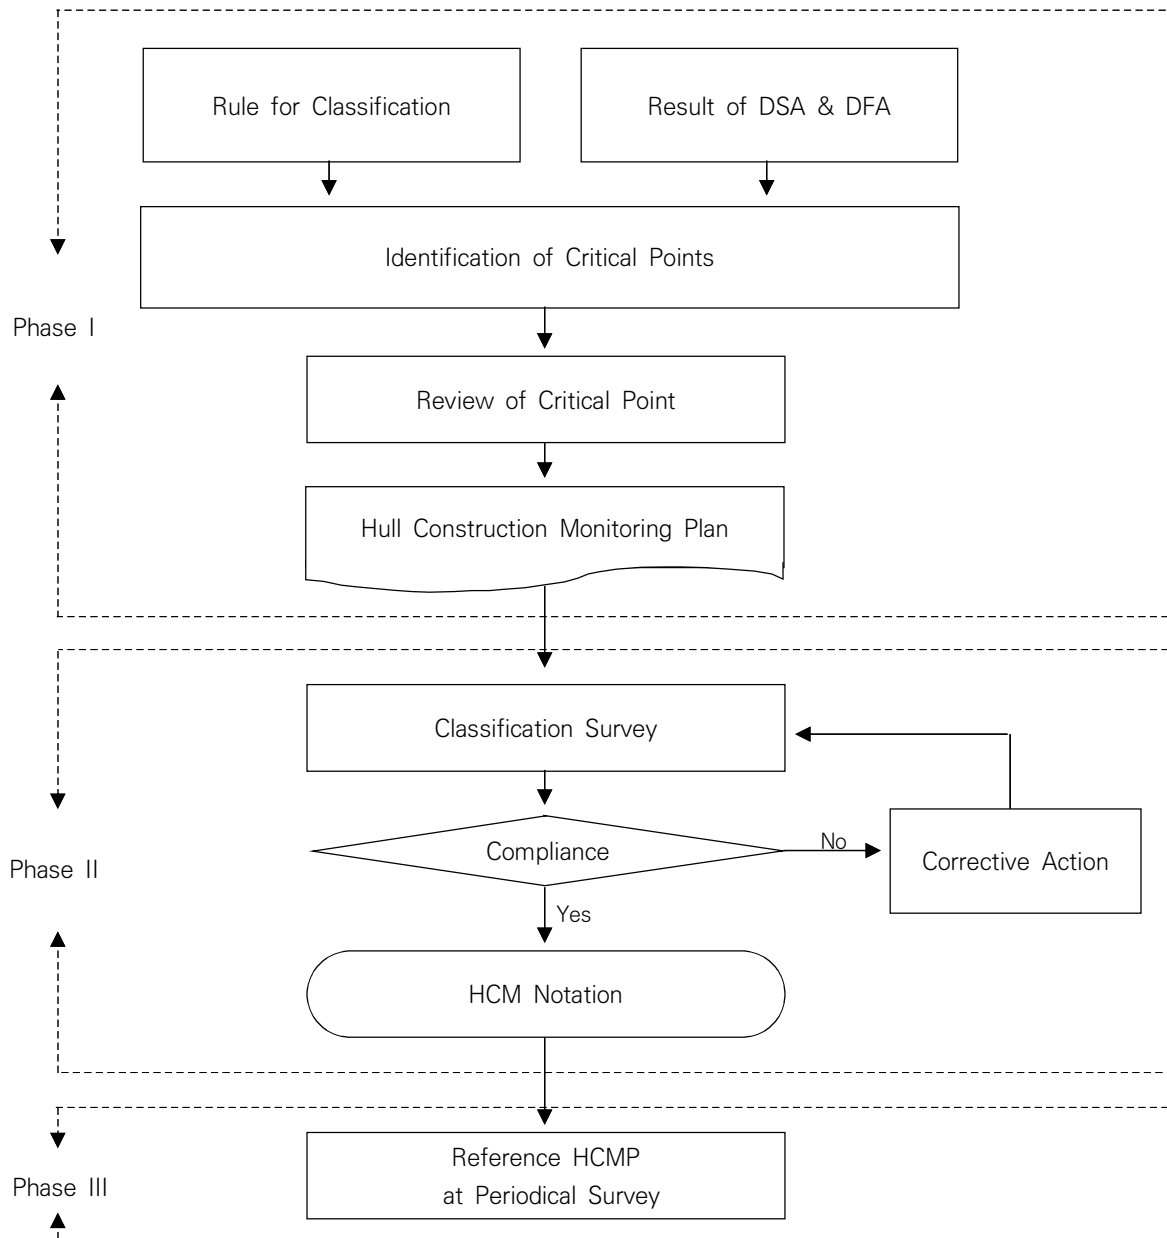 Rule for Classification
Result of DSA & DFA
Identification of Critical Points
Phase I
Review of Critical Point
Hull Construction Monitoring Plan
Classification Survey
Compliance
No
Corrective Action
Phase II
Yes
HCM Notation
Reference HCMP
at Periodical Survey
Phase III